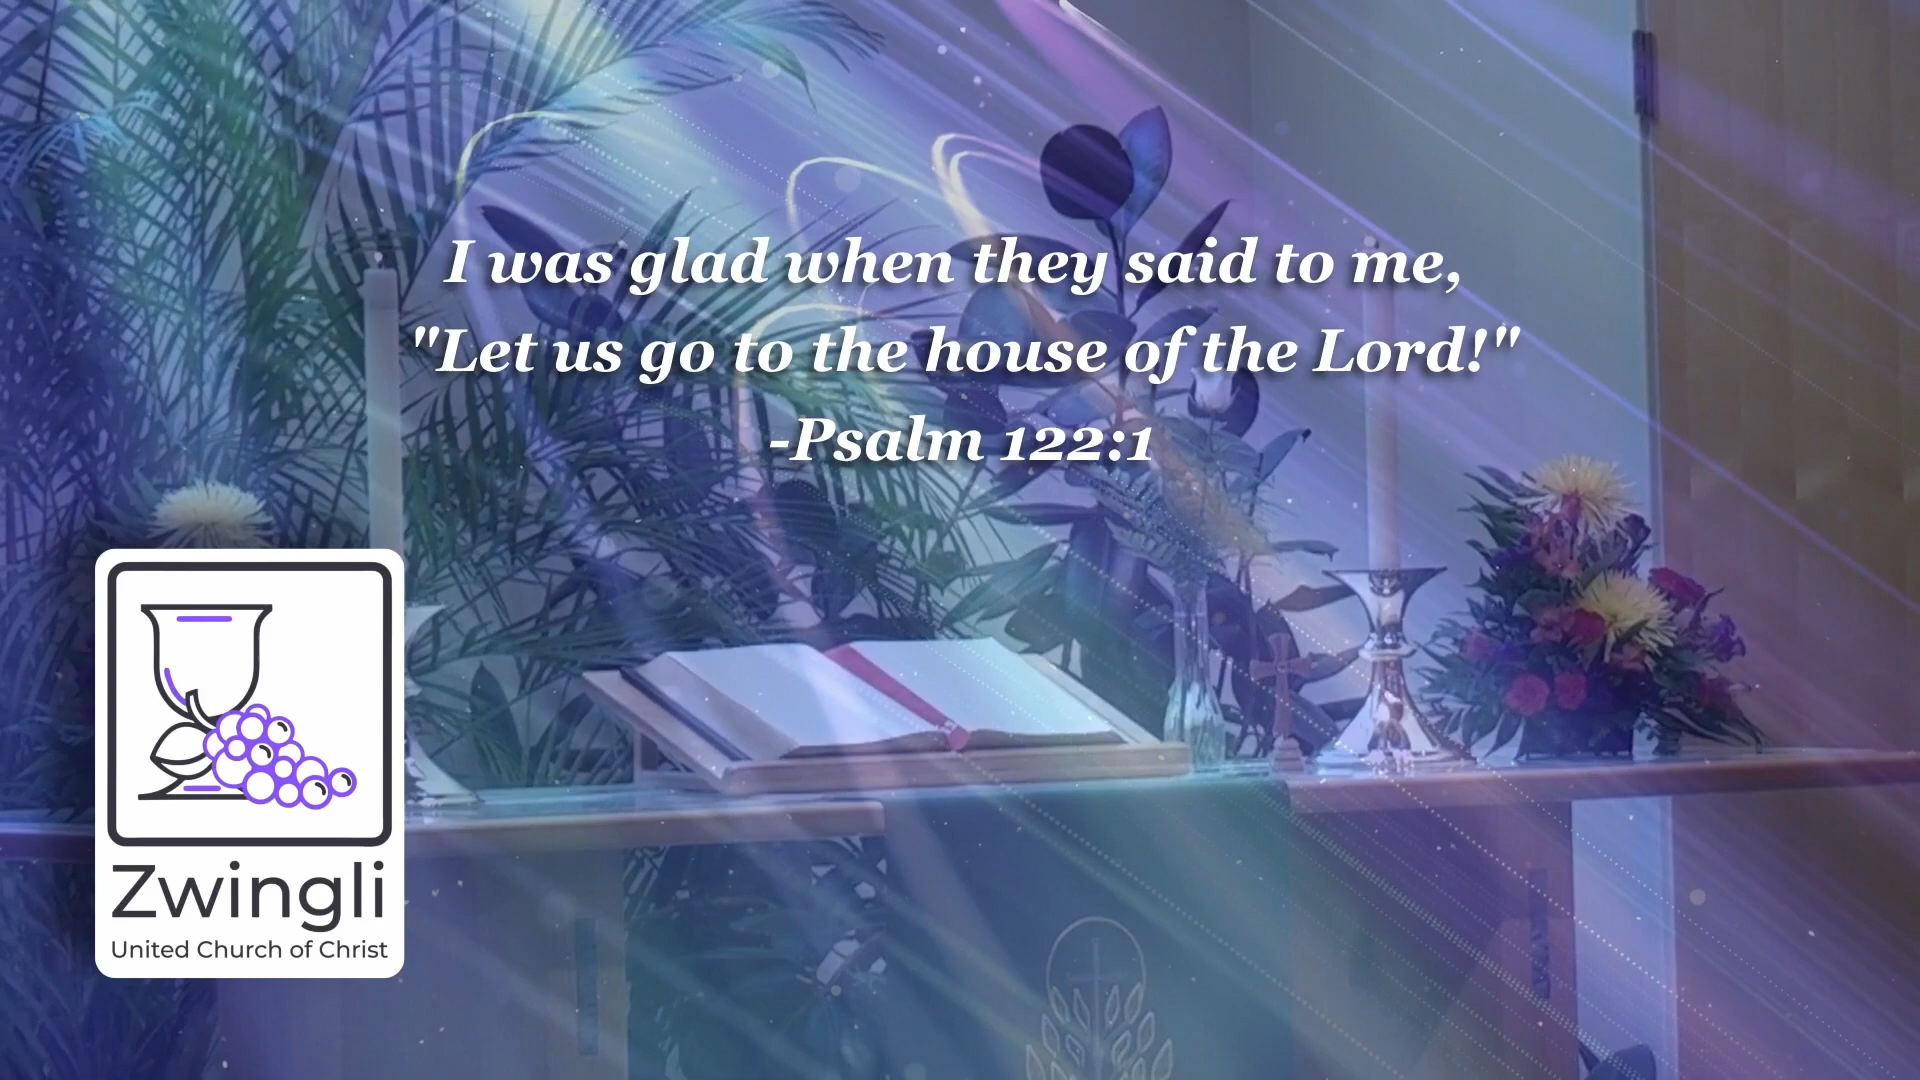 I was glad when they said to me,
"Let us go to the house of the Lord!"
-Psalm 122:1
Zwingli
United Church of Christ